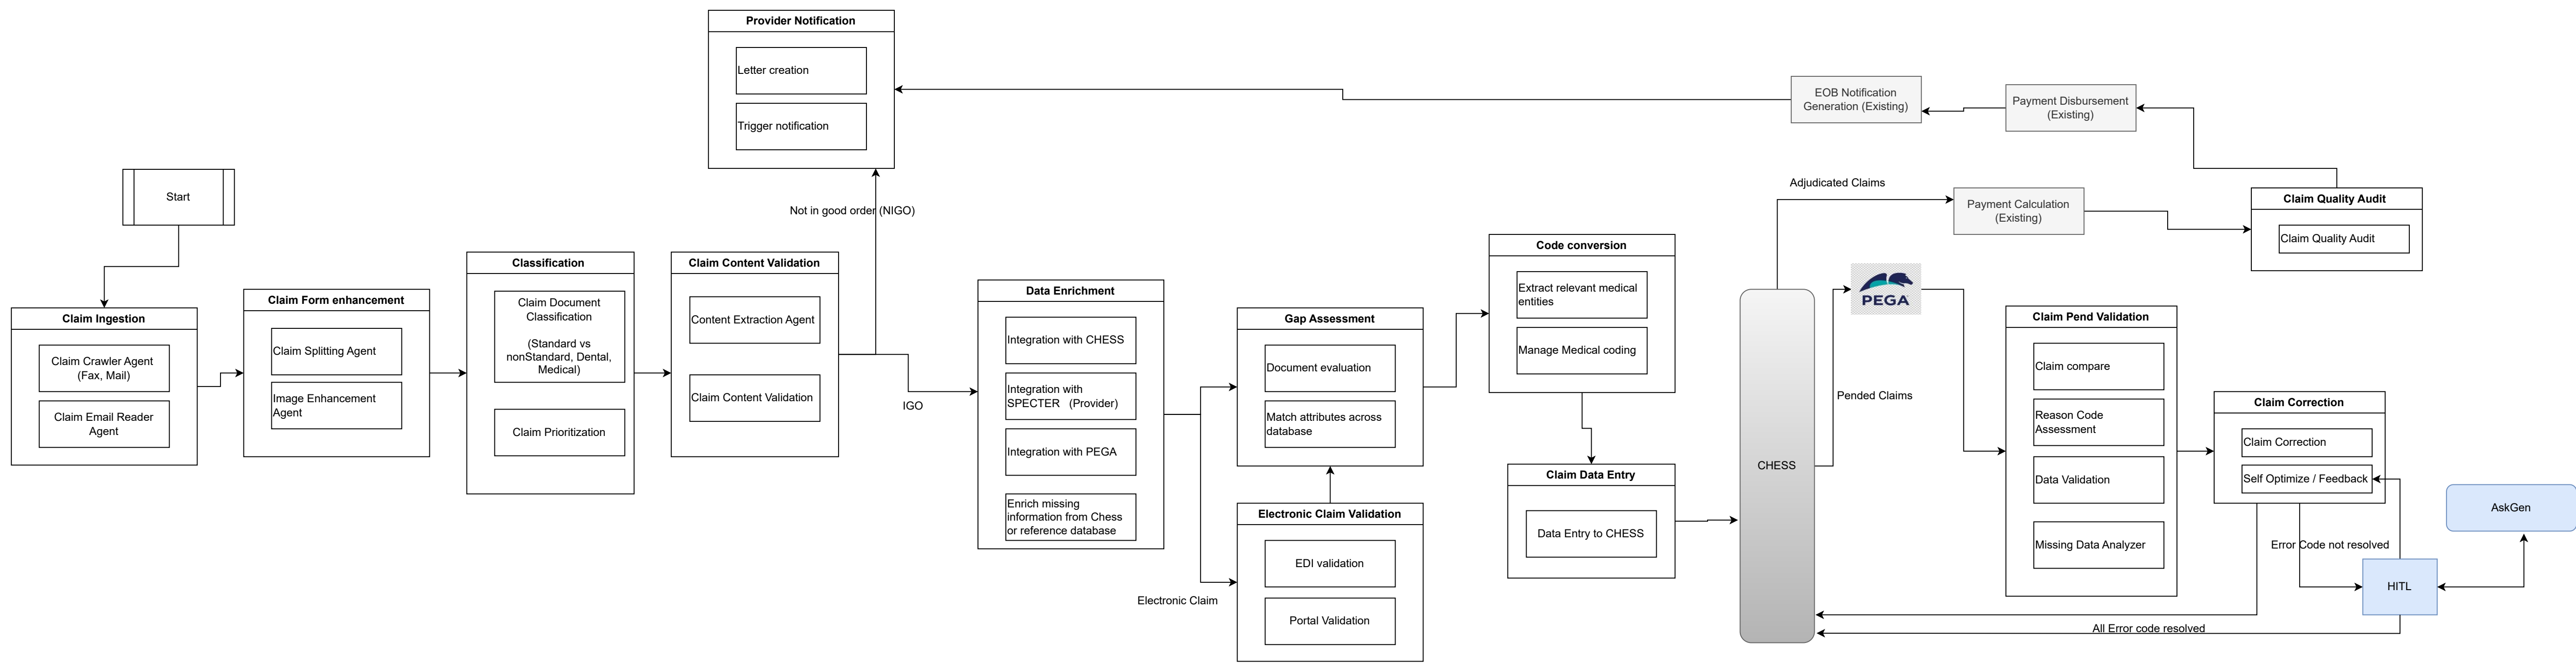 Start
Claim Ingestion
Claim Crawler Agent
(Fax, Mail)
Claim Email Reader
Agent
Claim Form enhancement
Claim Splitting Agent
Image Enhancement
Agent
Classification
Claim Document
Classification
(Standard vs
nonStandard, Dental,
Medical)
Claim Prioritization
Claim Content Validation
Content Extraction Agent
Claim Content Validation
Provider Notification
Letter creation
Trigger notification
Not in good order (NIGO)
IGO
Data Enrichment
Integration with CHESS
Integration with
SPECTER (Provider)
Integration with PEGA
Enrich missing
information from Chess
or reference database
Electronic Claim
Gap Assessment
Document evaluation
Match attributes across
database
Electronic Claim Validation
EDI validation
Portal Validation
Code conversion
Extract relevant medical
entities
Manage Medical coding
Claim Data Entry
Data Entry to CHESS
CHESS
Adjudicated Claims
Pended Claims
PEGA
Payment Calculation
(Existing)
Claim Quality Audit
Claim Quality Audit
Payment Disbursement
(Existing)
EOB Notification
Generation (Existing)
Claim Pend Validation
Claim compare
Reason Code
Assessment
Data Validation
Missing Data Analyzer
Claim Correction
Claim Correction
Self Optimize / Feedback
Error Code not resolved
HITL
AskGen
All Error code resolved